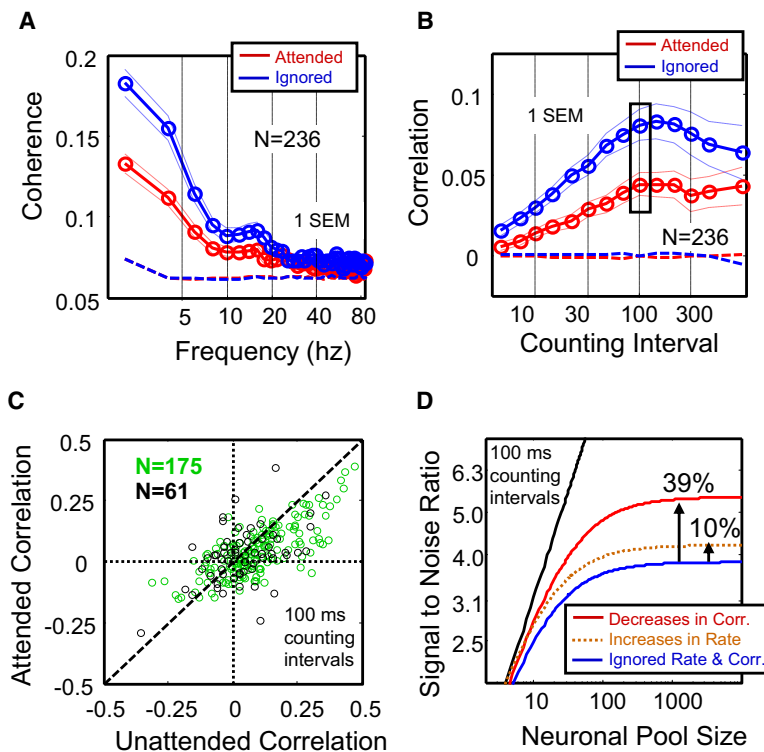 A
Attended
Ignored
0.2
0.15
0.1
0.05
Coherence
N=236
1 SEM
5
10
20
40
80
Frequency (hz)
B
Attended
Ignored
0.1
0.05
0
Correlation
1 SEM
N=236
10
30
100
300
Counting Interval
C
N=175
N=61
0.5
0.25
0
-0.25
-0.5
Attended Correlation
100 ms
counting
intervals
-0.5
-0.25
0
0.25
0.5
Unattended Correlation
D
100 ms
counting
intervals
6.3
5.0
4.0
3.1
2.5
Signal to Noise Ratio
39%
10%
Decreases in Corr.
Increases in Rate
Ignored Rate & Corr.
10
100
1000
Neuronal Pool Size